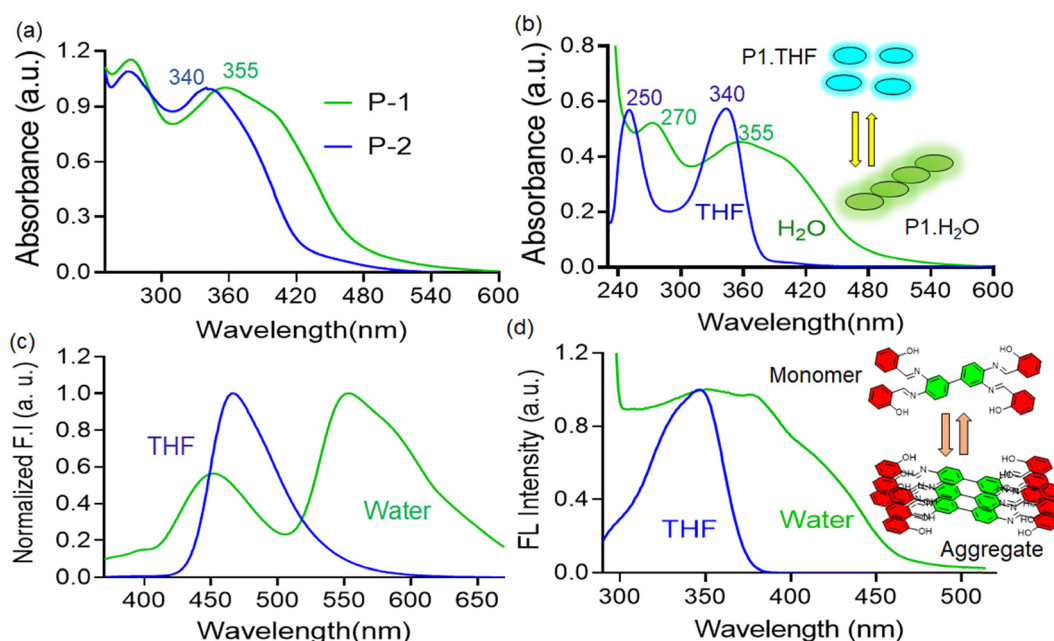 (a)
Absorbance (a.u.)
1.2
0.9
0.6
0.3
0.0
340
355
P-1
P-2
300
360
420
480
540
600
Wavelength(nm)
(b)
Absorbance (a.u.)
0.8
0.6
0.4
0.2
0.0
250
270
340
355
THF
H₂O
P1.THF
P1.H₂O
240
300
360
420
480
540
600
Wavelength(nm)
(c)
Normalized F.I (a. u.)
1.2
1.0
0.8
0.6
0.4
0.2
0.0
THF
Water
400
450
500
550
600
650
Wavelength(nm)
(d)
FL Intensity (a.u.)
1.2
0.8
0.4
0.0
THF
Water
300
350
400
450
500
Wavelength(nm)
Monomer
OH
HO
N
N
N
N
OH
HO
Aggregate